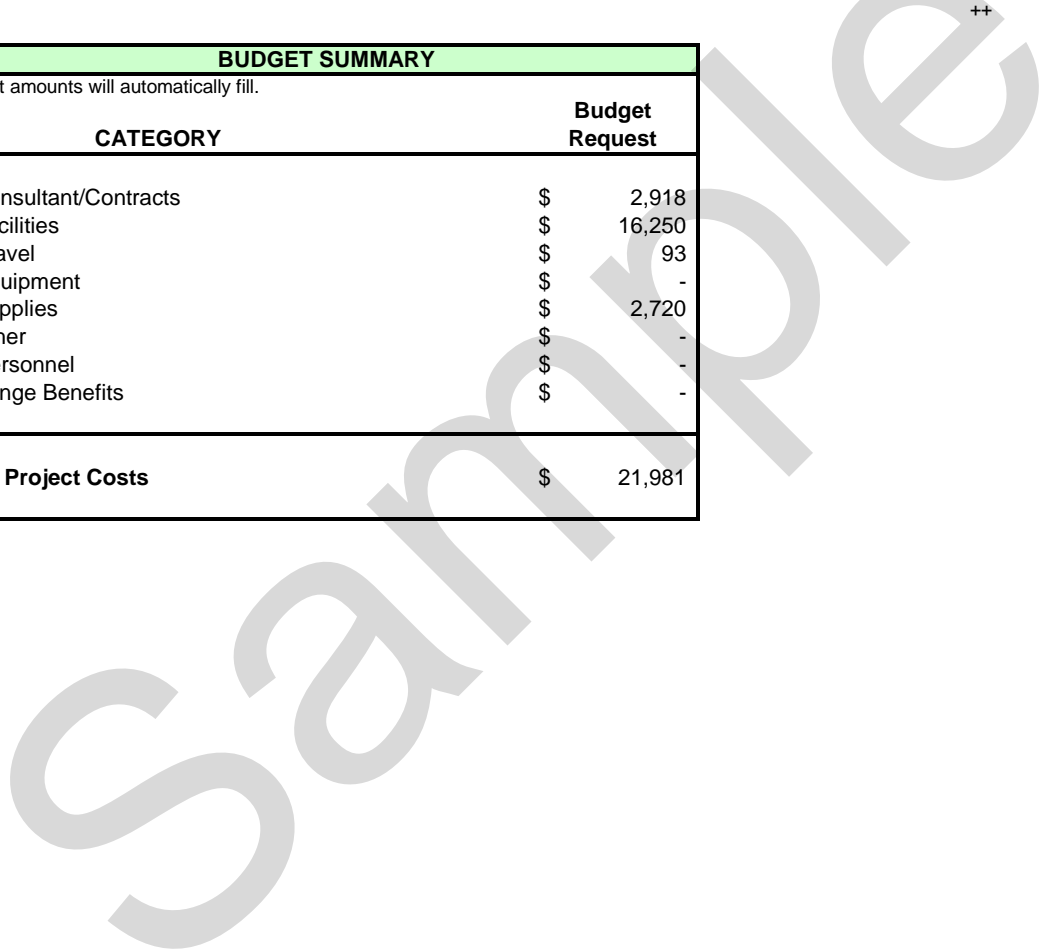 ++
BUDGET SUMMARY
t amounts will automatically fill.
Budget
CATEGORY Request
nsultant/Contracts $ 2,918
cilities $ 16,250
avel $ 93
uipment $ -
pplies $ 2,720
her $ -
ersonnel $ -
nge Benefits $ -
Project Costs $ 21,981
Sample